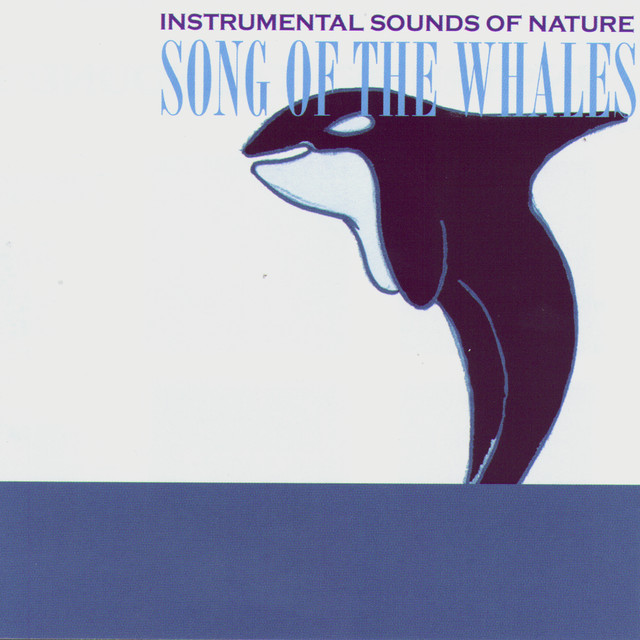 INSTRUMENTAL SOUNDS OF NATURE
SONG OF THE WHALES